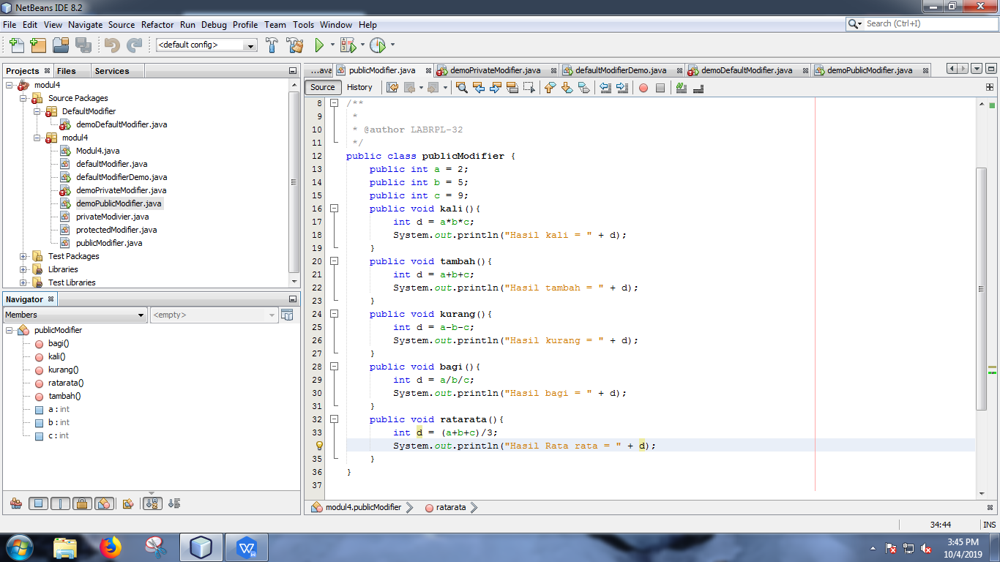 NetBeans IDE 8.2
File Edit View Navigate Source Refactor Run Debug Profile Team Tools Window Help
Search (Ctrl+I)
<default config>
Projects Files Services
modul4
Source Packages
DefaultModifier
demoDefaultModifier.java
modul4
Modul4.java
defaultModifier.java
defaultModifierDemo.java
demoPrivateModifier.java
demoPublicModifier.java
privateModivier.java
protectedModifier.java
publicModifier.java
Test Packages
Libraries
Test Libraries
Navigator
Members <empty>
publicModifier
bagi()
kali()
kurang()
ratarata()
tambah()
a : int
b : int
c : int
...ava publicModifier.java demoPrivateModifier.java defaultModifierDemo.java demoDefaultModifier.java demoPublicModifier.java
Source History
8 /**
9 *
10 * @author LABRPL-32
11 */
12 public class publicModifier {
13 public int a = 2;
14 public int b = 5;
15 public int c = 9;
16 public void kali(){
17 int d = a*b*c;
18 System.out.println("Hasil kali = " + d);
19 }
20 public void tambah(){
21 int d = a+b+c;
22 System.out.println("Hasil tambah = " + d);
23 }
24 public void kurang(){
25 int d = a-b-c;
26 System.out.println("Hasil kurang = " + d);
27 }
28 public void bagi(){
29 int d = a/b/c;
30 System.out.println("Hasil bagi = " + d);
31 }
32 public void ratarata(){
33 int d = (a+b+c)/3;
System.out.println("Hasil Rata rata = " + d);
35 }
36 }
37
modul4.publicModifier ratarata
34:44 INS
3:45 PM
10/4/2019